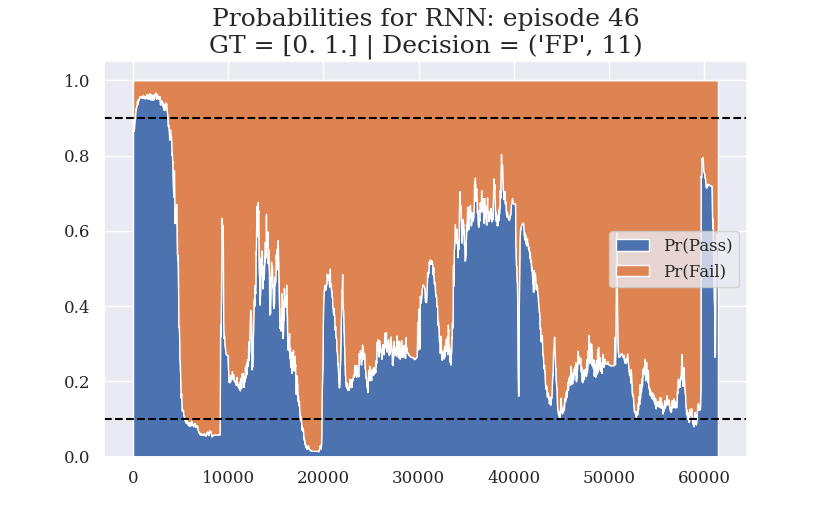 Probabilities for RNN: episode 46
GT = [0. 1.] | Decision = ('FP', 11)
1.0
0.8
0.6
0.4
0.2
0.0
Pr(Pass)
Pr(Fail)
0 10000 20000 30000 40000 50000 60000